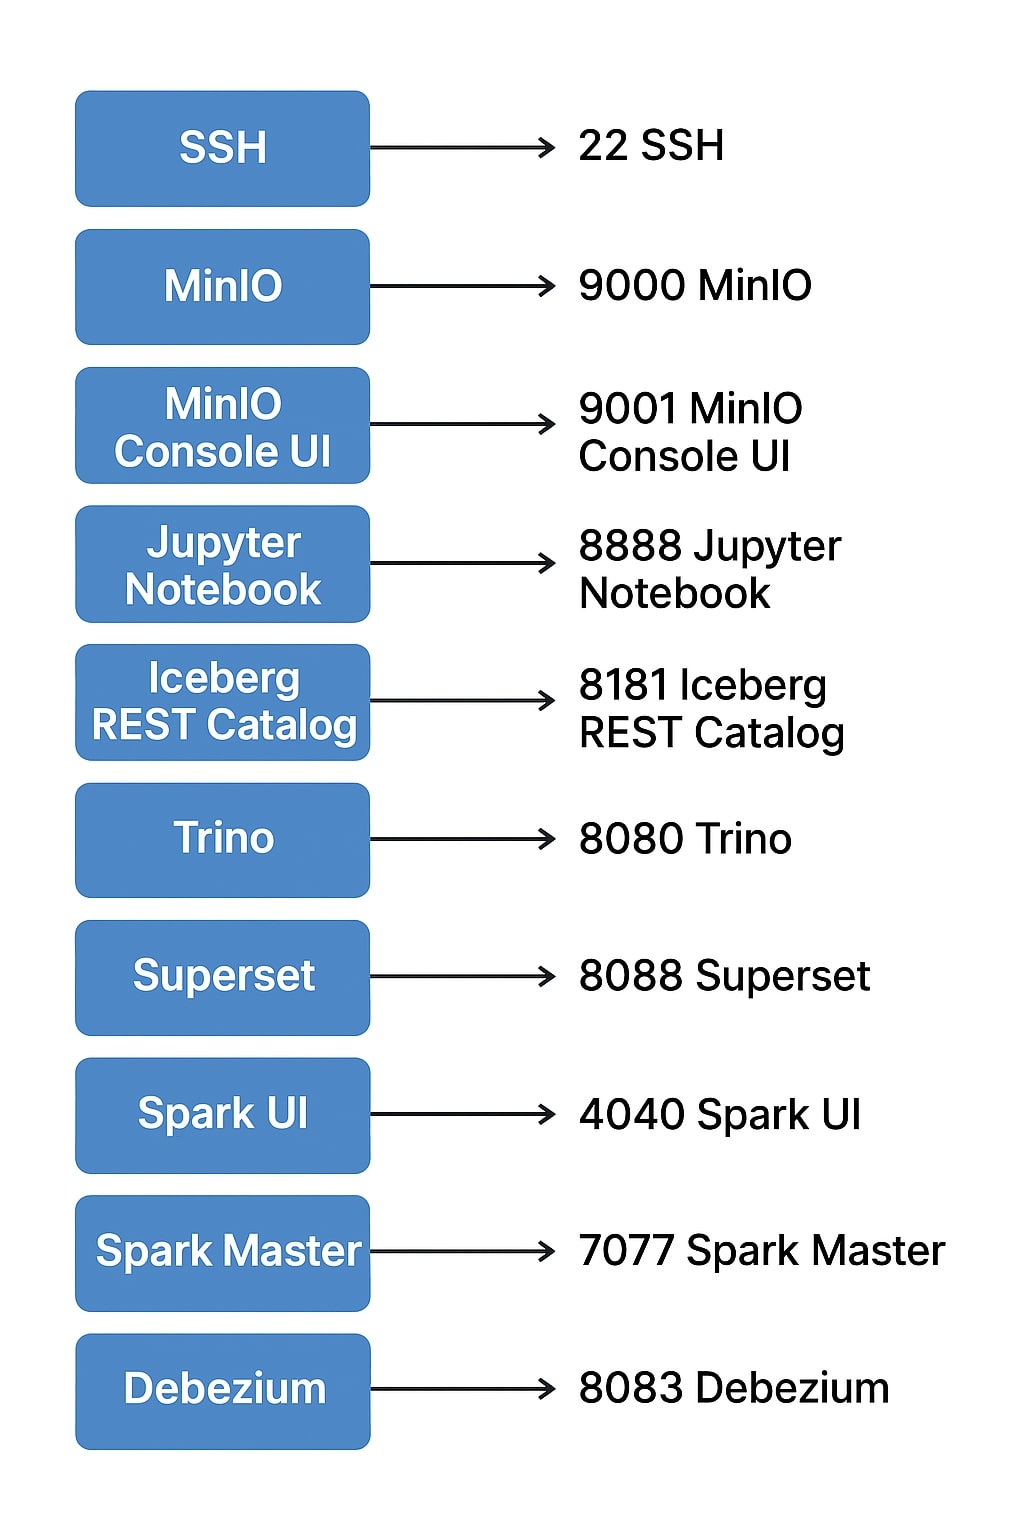 SSH
22 SSH
MinIO
9000 MinIO
MinIO
Console UI
9001 MinIO
Console UI
Jupyter
Notebook
8888 Jupyter
Notebook
Iceberg
REST Catalog
8181 Iceberg
REST Catalog
Trino
8080 Trino
Superset
8088 Superset
Spark UI
4040 Spark UI
Spark Master
7077 Spark Master
Debezium
8083 Debezium